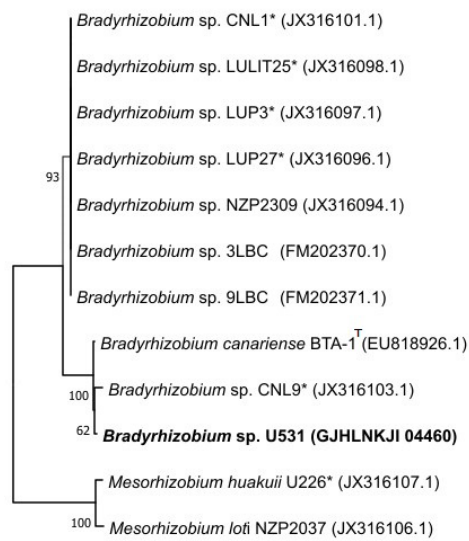 Bradyrhizobium sp. CNL1* (JX316101.1)
Bradyrhizobium sp. LULIT25* (JX316098.1)
Bradyrhizobium sp. LUP3* (JX316097.1)
Bradyrhizobium sp. LUP27* (JX316096.1)
93
Bradyrhizobium sp. NZP2309 (JX316094.1)
Bradyrhizobium sp. 3LBC (FM202370.1)
Bradyrhizobium sp. 9LBC (FM202371.1)
Bradyrhizobium canariense BTA-1T (EU818926.1)
Bradyrhizobium sp. CNL9* (JX316103.1)
100
62
Bradyrhizobium sp. U531 (GJHLNKJI 04460)
Mesorhizobium huakuii U226* (JX316107.1)
100
Mesorhizobium loti NZP2037 (JX316106.1)